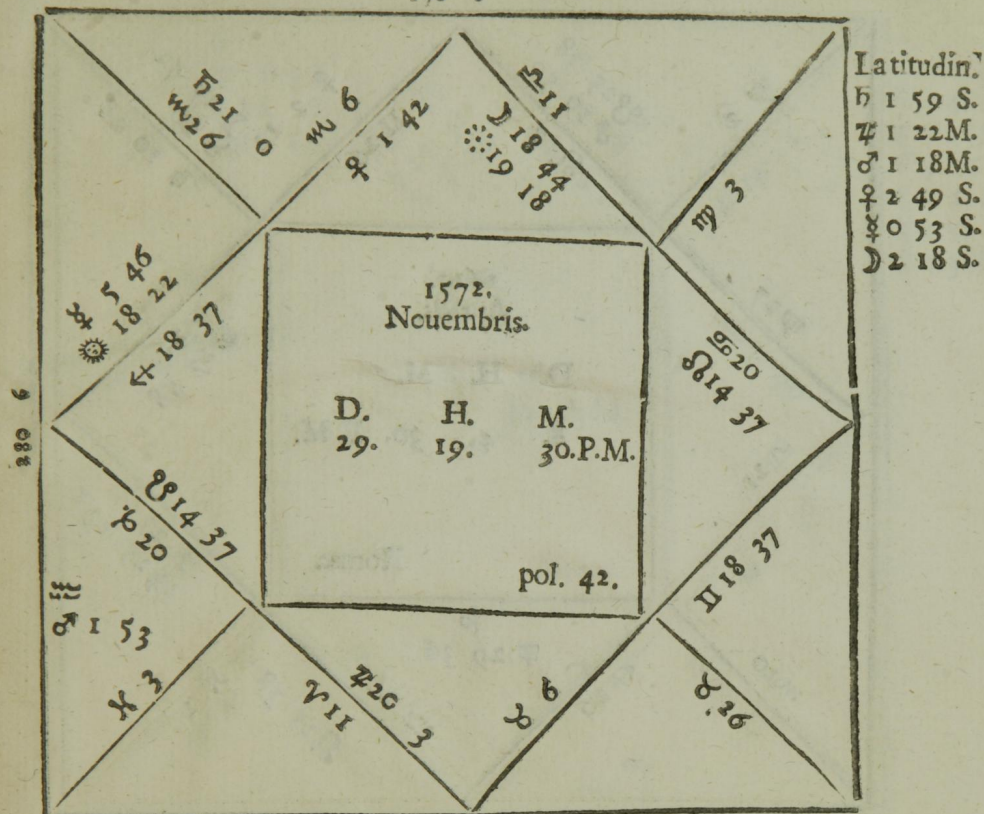 Latitudin.
♄ 1 59 S.
♃ 1 22M.
♂ 1 18M.
♀ 2 49 S.
☿ 0 53 S.
☽ 2 18 S.
♎ 11
☽ 18 44
19 18
♍ 3
♏ 6
♀ 1 42
♄ 21 0
♏ 26
☿ 5 46
☉ 18 22
♐ 18 37
280 6
☋ 14 37
♑ 20
♒
♂ 1 53
♓ 3
♃ 20 3
♈ 11
♉ 6
♉ 26
♊ 18 37
♋ 20
☊ 14 37
1572.
Nouembris.
D. H. M.
29. 19. 30.P.M.
pol. 42.